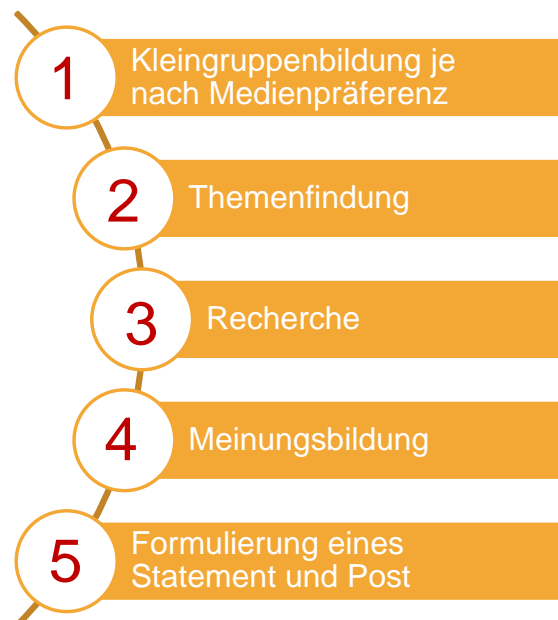 1
Kleingruppenbildung je
nach Medienpräferenz
2
Themenfindung
3
Recherche
4
Meinungsbildung
5
Formulierung eines
Statement und Post